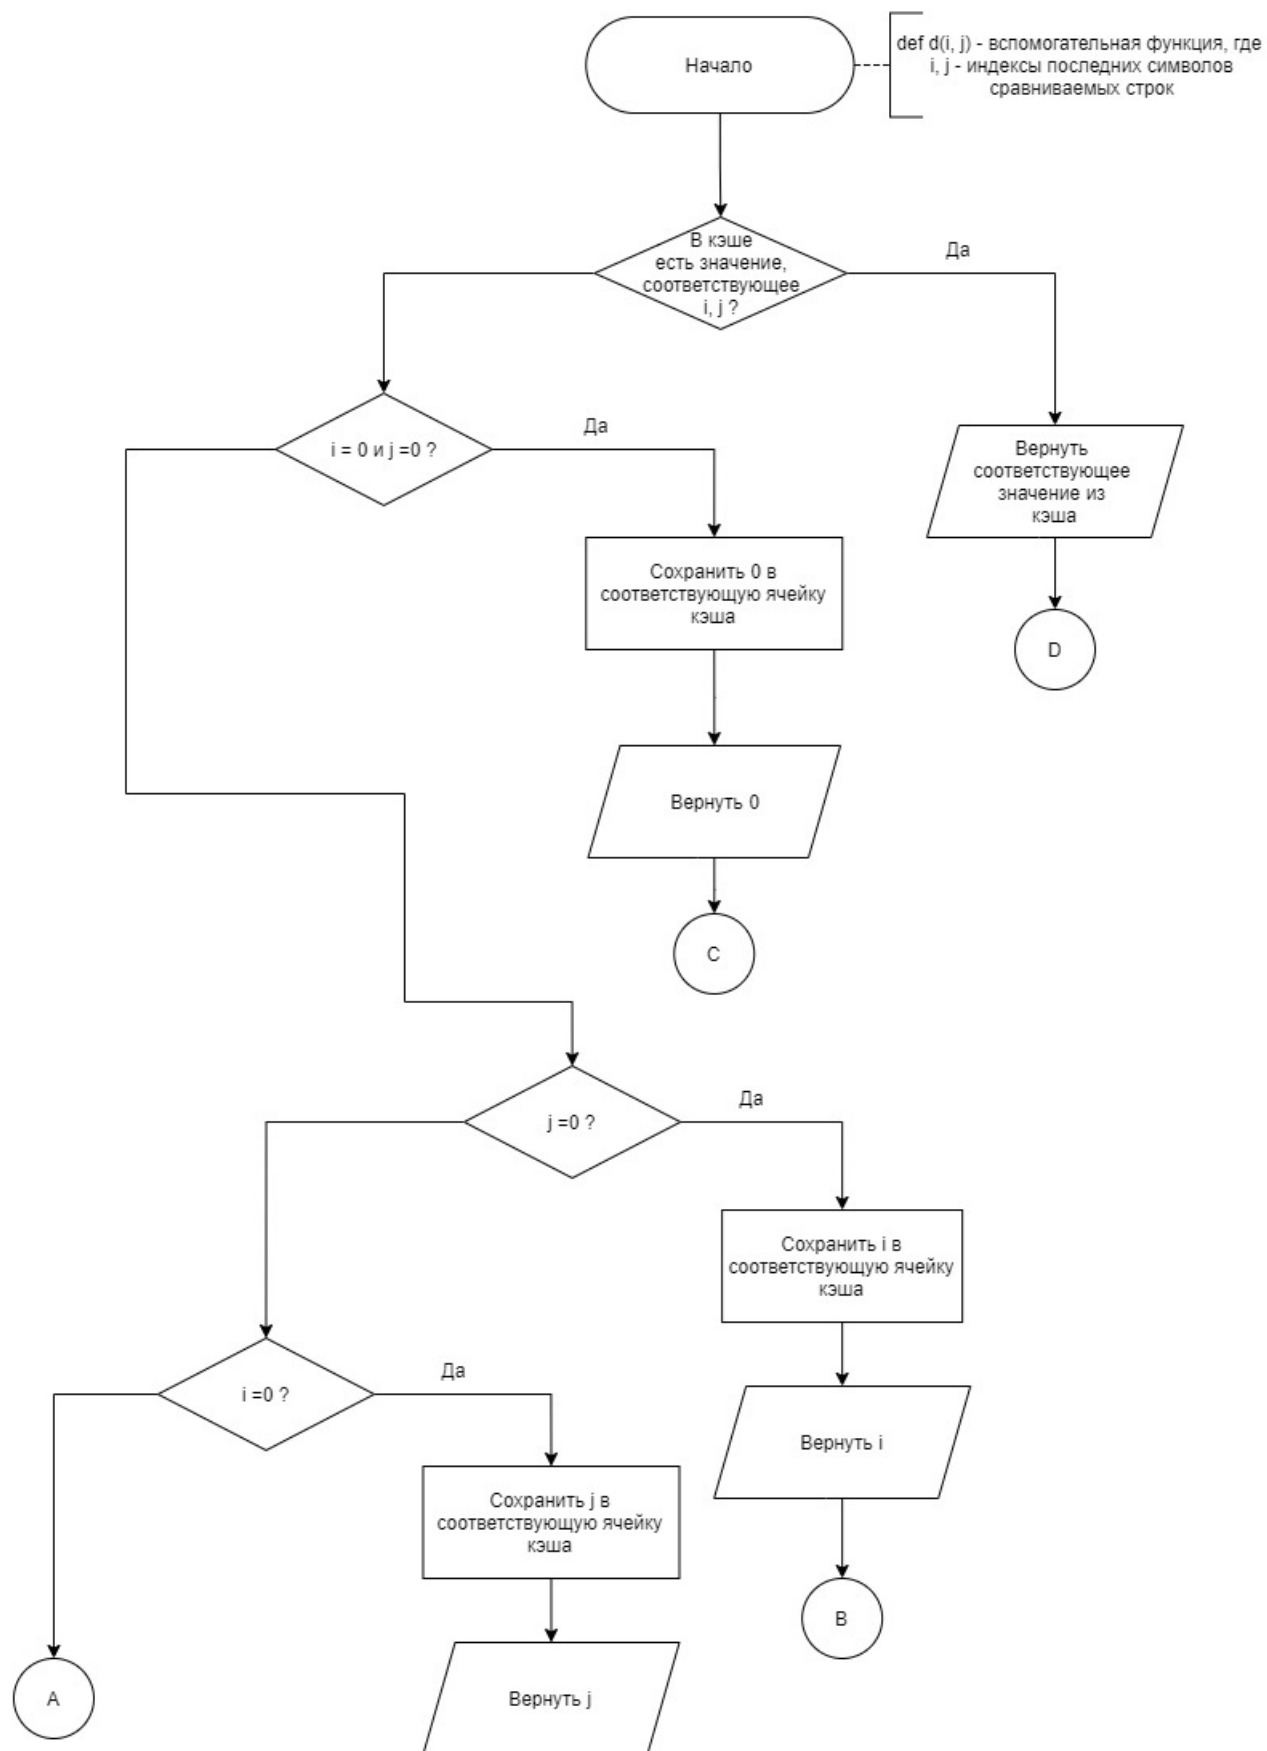 Начало
def d(i, j) - вспомогательная функция, где
i, j - индексы последних символов
сравниваемых строк
В кэше
есть значение,
соответствующее
i, j ?
Да
i = 0 и j =0 ?
Да
Вернуть
соответствующее
значение из
кэша
Сохранить 0 в
соответствующую ячейку
кэша
D
Вернуть 0
C
j =0 ?
Да
Сохранить i в
соответствующую ячейку
кэша
i =0 ?
Да
Вернуть i
Сохранить j в
соответствующую ячейку
кэша
B
A
Вернуть j